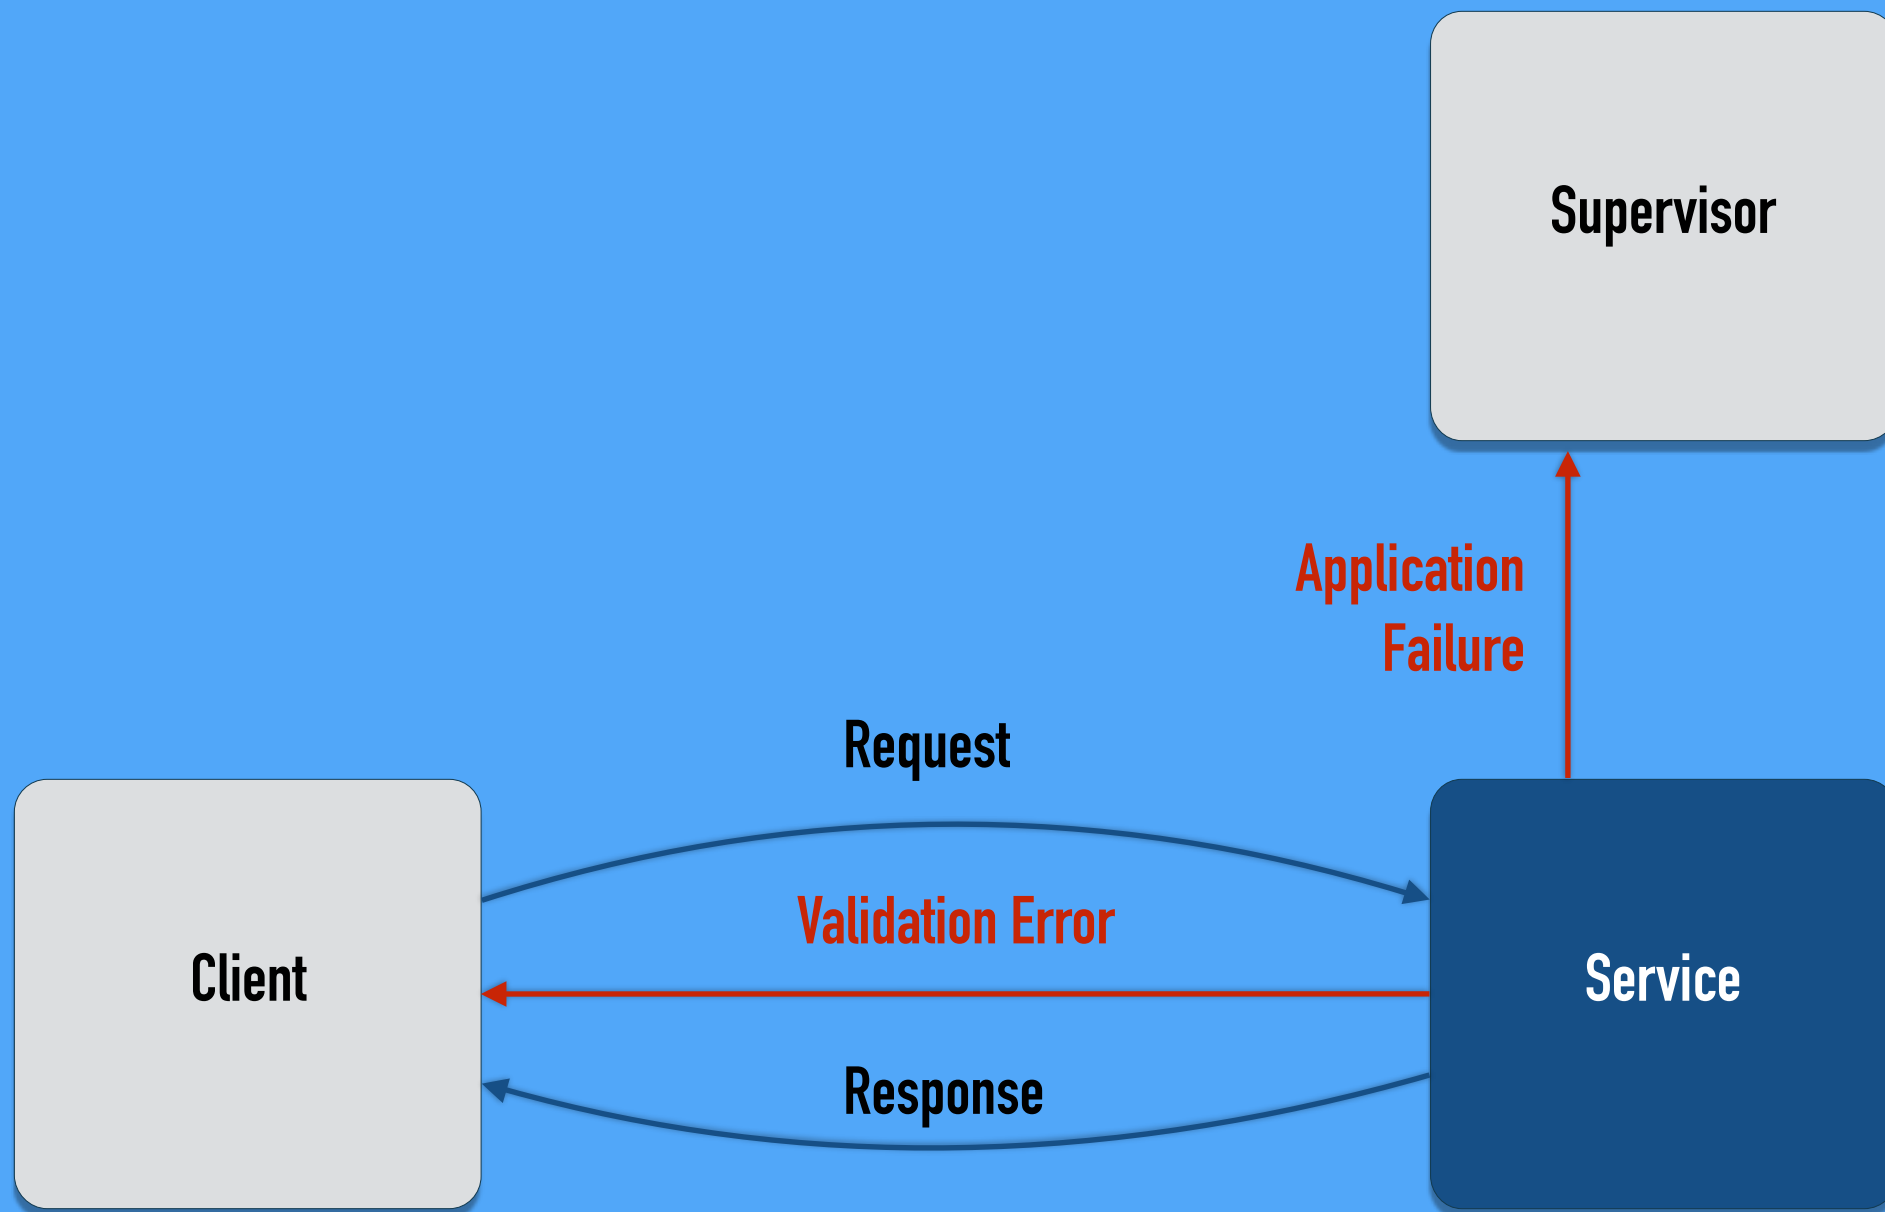 Supervisor
Application
Failure
Request
Validation Error
Client
Service
Response